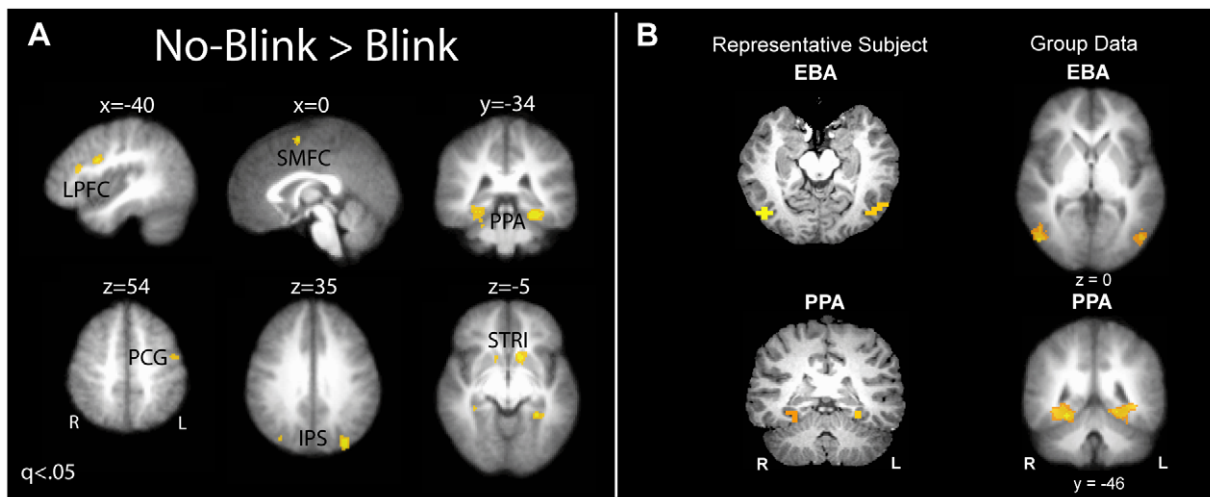 A
No-Blink > Blink
x=-40
x=0
y=-34
LPFC
SMFC
PPA
z=54
z=35
z=-5
PCG
STRI
R
L
IPS
q<.05
B
Representative Subject
Group Data
EBA
EBA
z = 0
PPA
PPA
R
L
R
L
y = -46